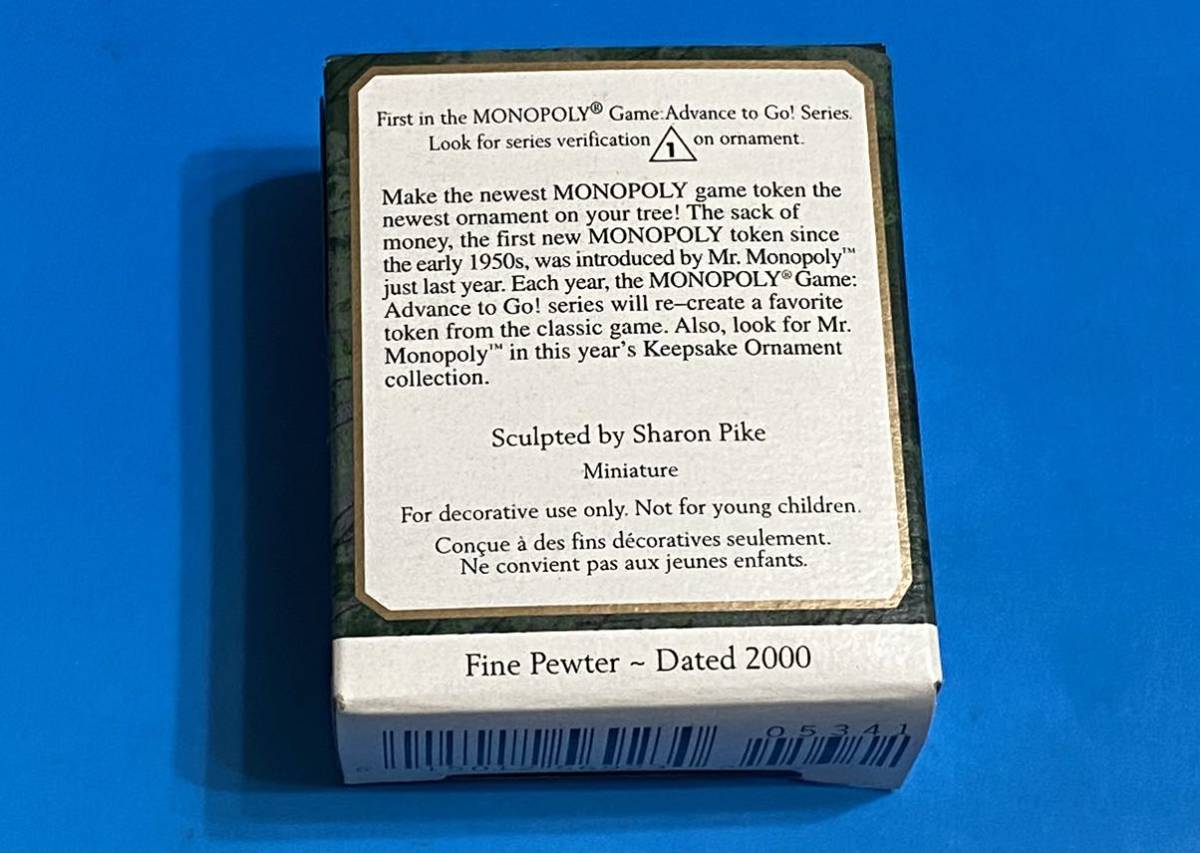 First in the MONOPOLY® Game:Advance to Go! Series.
Look for series verification 1 on ornament.
Make the newest MONOPOLY game token the
newest ornament on your tree! The sack of
money, the first new MONOPOLY token since
the early 1950s, was introduced by Mr. Monopoly™
just last year. Each year, the MONOPOLY® Game:
Advance to Go! series will re–create a favorite
token from the classic game. Also, look for Mr.
Monopoly™ in this year's Keepsake Ornament
collection.
Sculpted by Sharon Pike
Miniature
For decorative use only. Not for young children.
Conçue à des fins décoratives seulement.
Ne convient pas aux jeunes enfants.
Fine Pewter ~ Dated 2000
05341